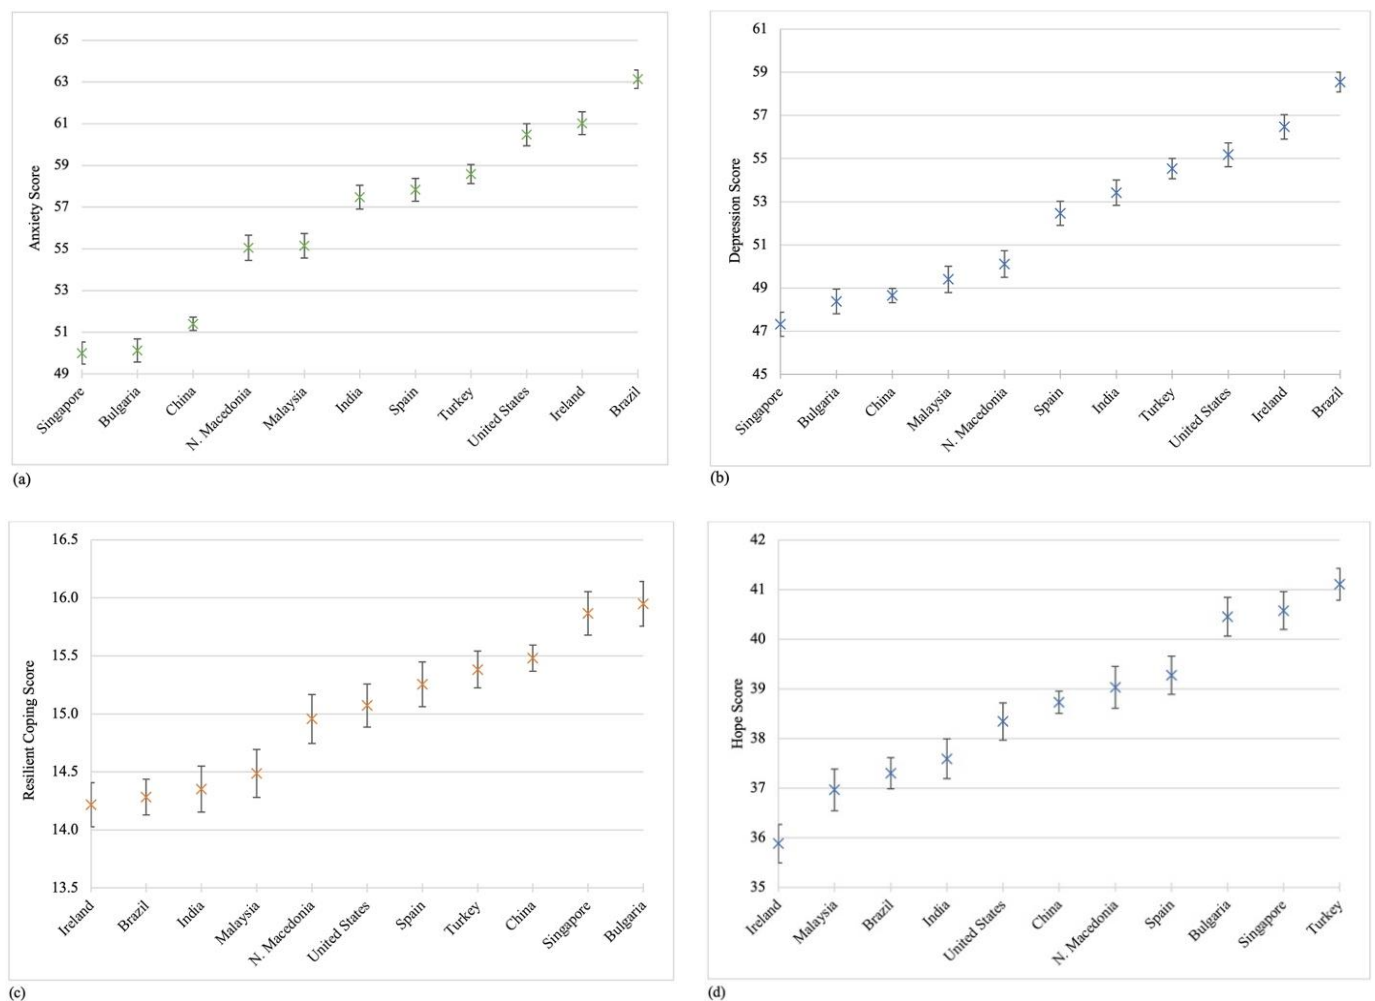 Anxiety Score
65
63
61
59
57
55
53
51
49
Singapore
Bulgaria
China
N. Macedonia
Malaysia
India
Spain
Turkey
United States
Ireland
Brazil
(a)
Depression Score
61
59
57
55
53
51
49
47
45
Singapore
Bulgaria
China
Malaysia
N. Macedonia
Spain
India
Turkey
United States
Ireland
Brazil
(b)
Resilient Coping Score
16.5
16.0
15.5
15.0
14.5
14.0
13.5
Ireland
Brazil
India
Malaysia
N. Macedonia
United States
Spain
Turkey
China
Singapore
Bulgaria
(c)
Hope Score
42
41
40
39
38
37
36
35
Ireland
Malaysia
Brazil
India
United States
China
N. Macedonia
Spain
Bulgaria
Singapore
Turkey
(d)